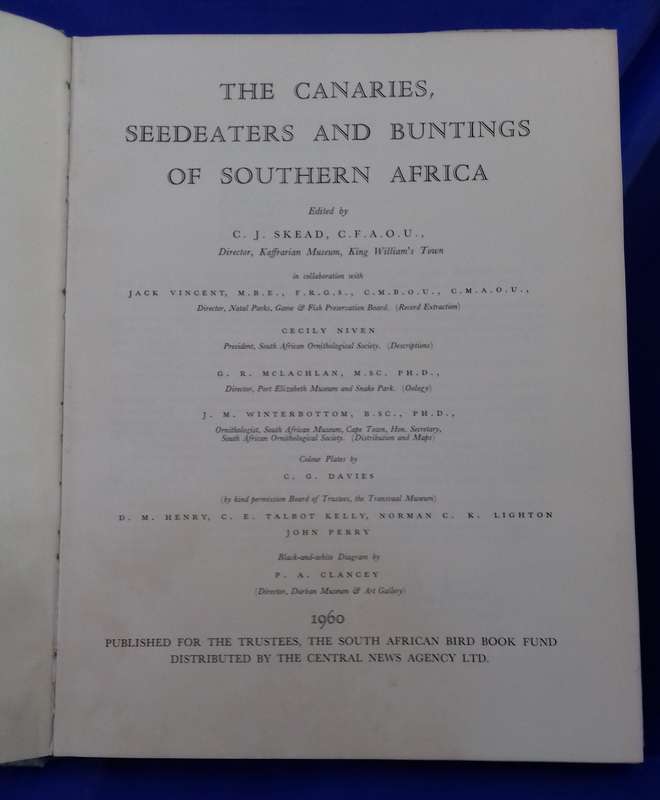 THE CANARIES,
SEEDEATERS AND BUNTINGS
OF SOUTHERN AFRICA
Edited by
C. J. SKEAD, C.F.A.O.U.,
Director, Kaffrarian Museum, King William's Town
in collaboration with
JACK VINCENT, M.B.E., F.R.G.S., C.M.B.O.U., C.M.A.O.U.,
Director, Natal Parks, Game & Fish Preservation Board. (Record Extraction)
CECILY NIVEN
President, South African Ornithological Society. (Descriptions)
G. R. MCLACHLAN, M.SC. PH.D.,
Director, Port Elizabeth Museum and Snake Park. (Oology)
J. M. WINTERBOTTOM, B.SC., PH.D.,
Ornithologist, South African Museum, Cape Town, Hon. Secretary,
South African Ornithological Society. (Distribution and Maps)
Colour Plates by
C. G. DAVIES
(by kind permission Board of Trustees, the Transvaal Museum)
D. M. HENRY, C. E. TALBOT KELLY, NORMAN C. K. LIGHTON
JOHN PERRY
Black-and-white Diagram by
P. A. CLANCEY
(Director, Durban Museum & Art Gallery)
1960
PUBLISHED FOR THE TRUSTEES, THE SOUTH AFRICAN BIRD BOOK FUND
DISTRIBUTED BY THE CENTRAL NEWS AGENCY LTD.